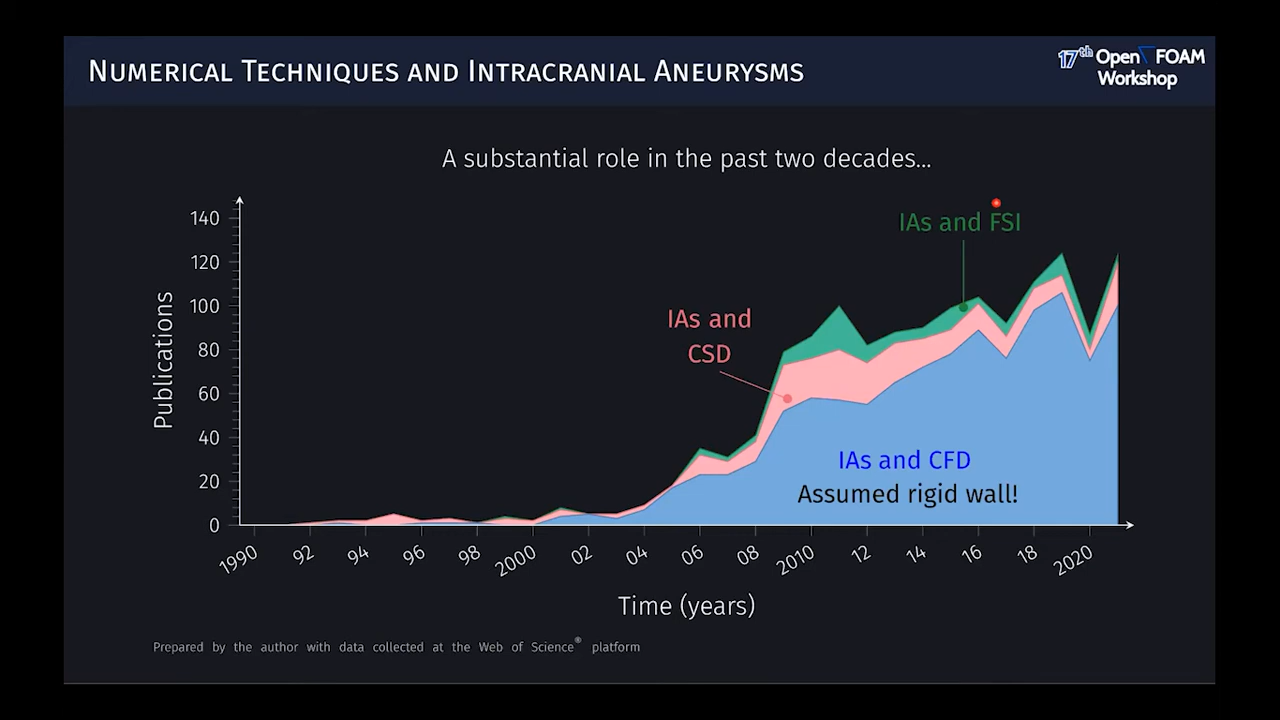 NUMERICAL TECHNIQUES AND INTRACRANIAL ANEURYSMS
17th OpenFOAM
Workshop
A substantial role in the past two decades...
140
120
100
80
60
40
20
0
Publications
IAs and FSI
IAs and
CSD
IAs and CFD
Assumed rigid wall!
1990 92 94 96 98 2000 02 04 06 08 2010 12 14 16 18 2020
Time (years)
Prepared by the author with data collected at the Web of Science® platform